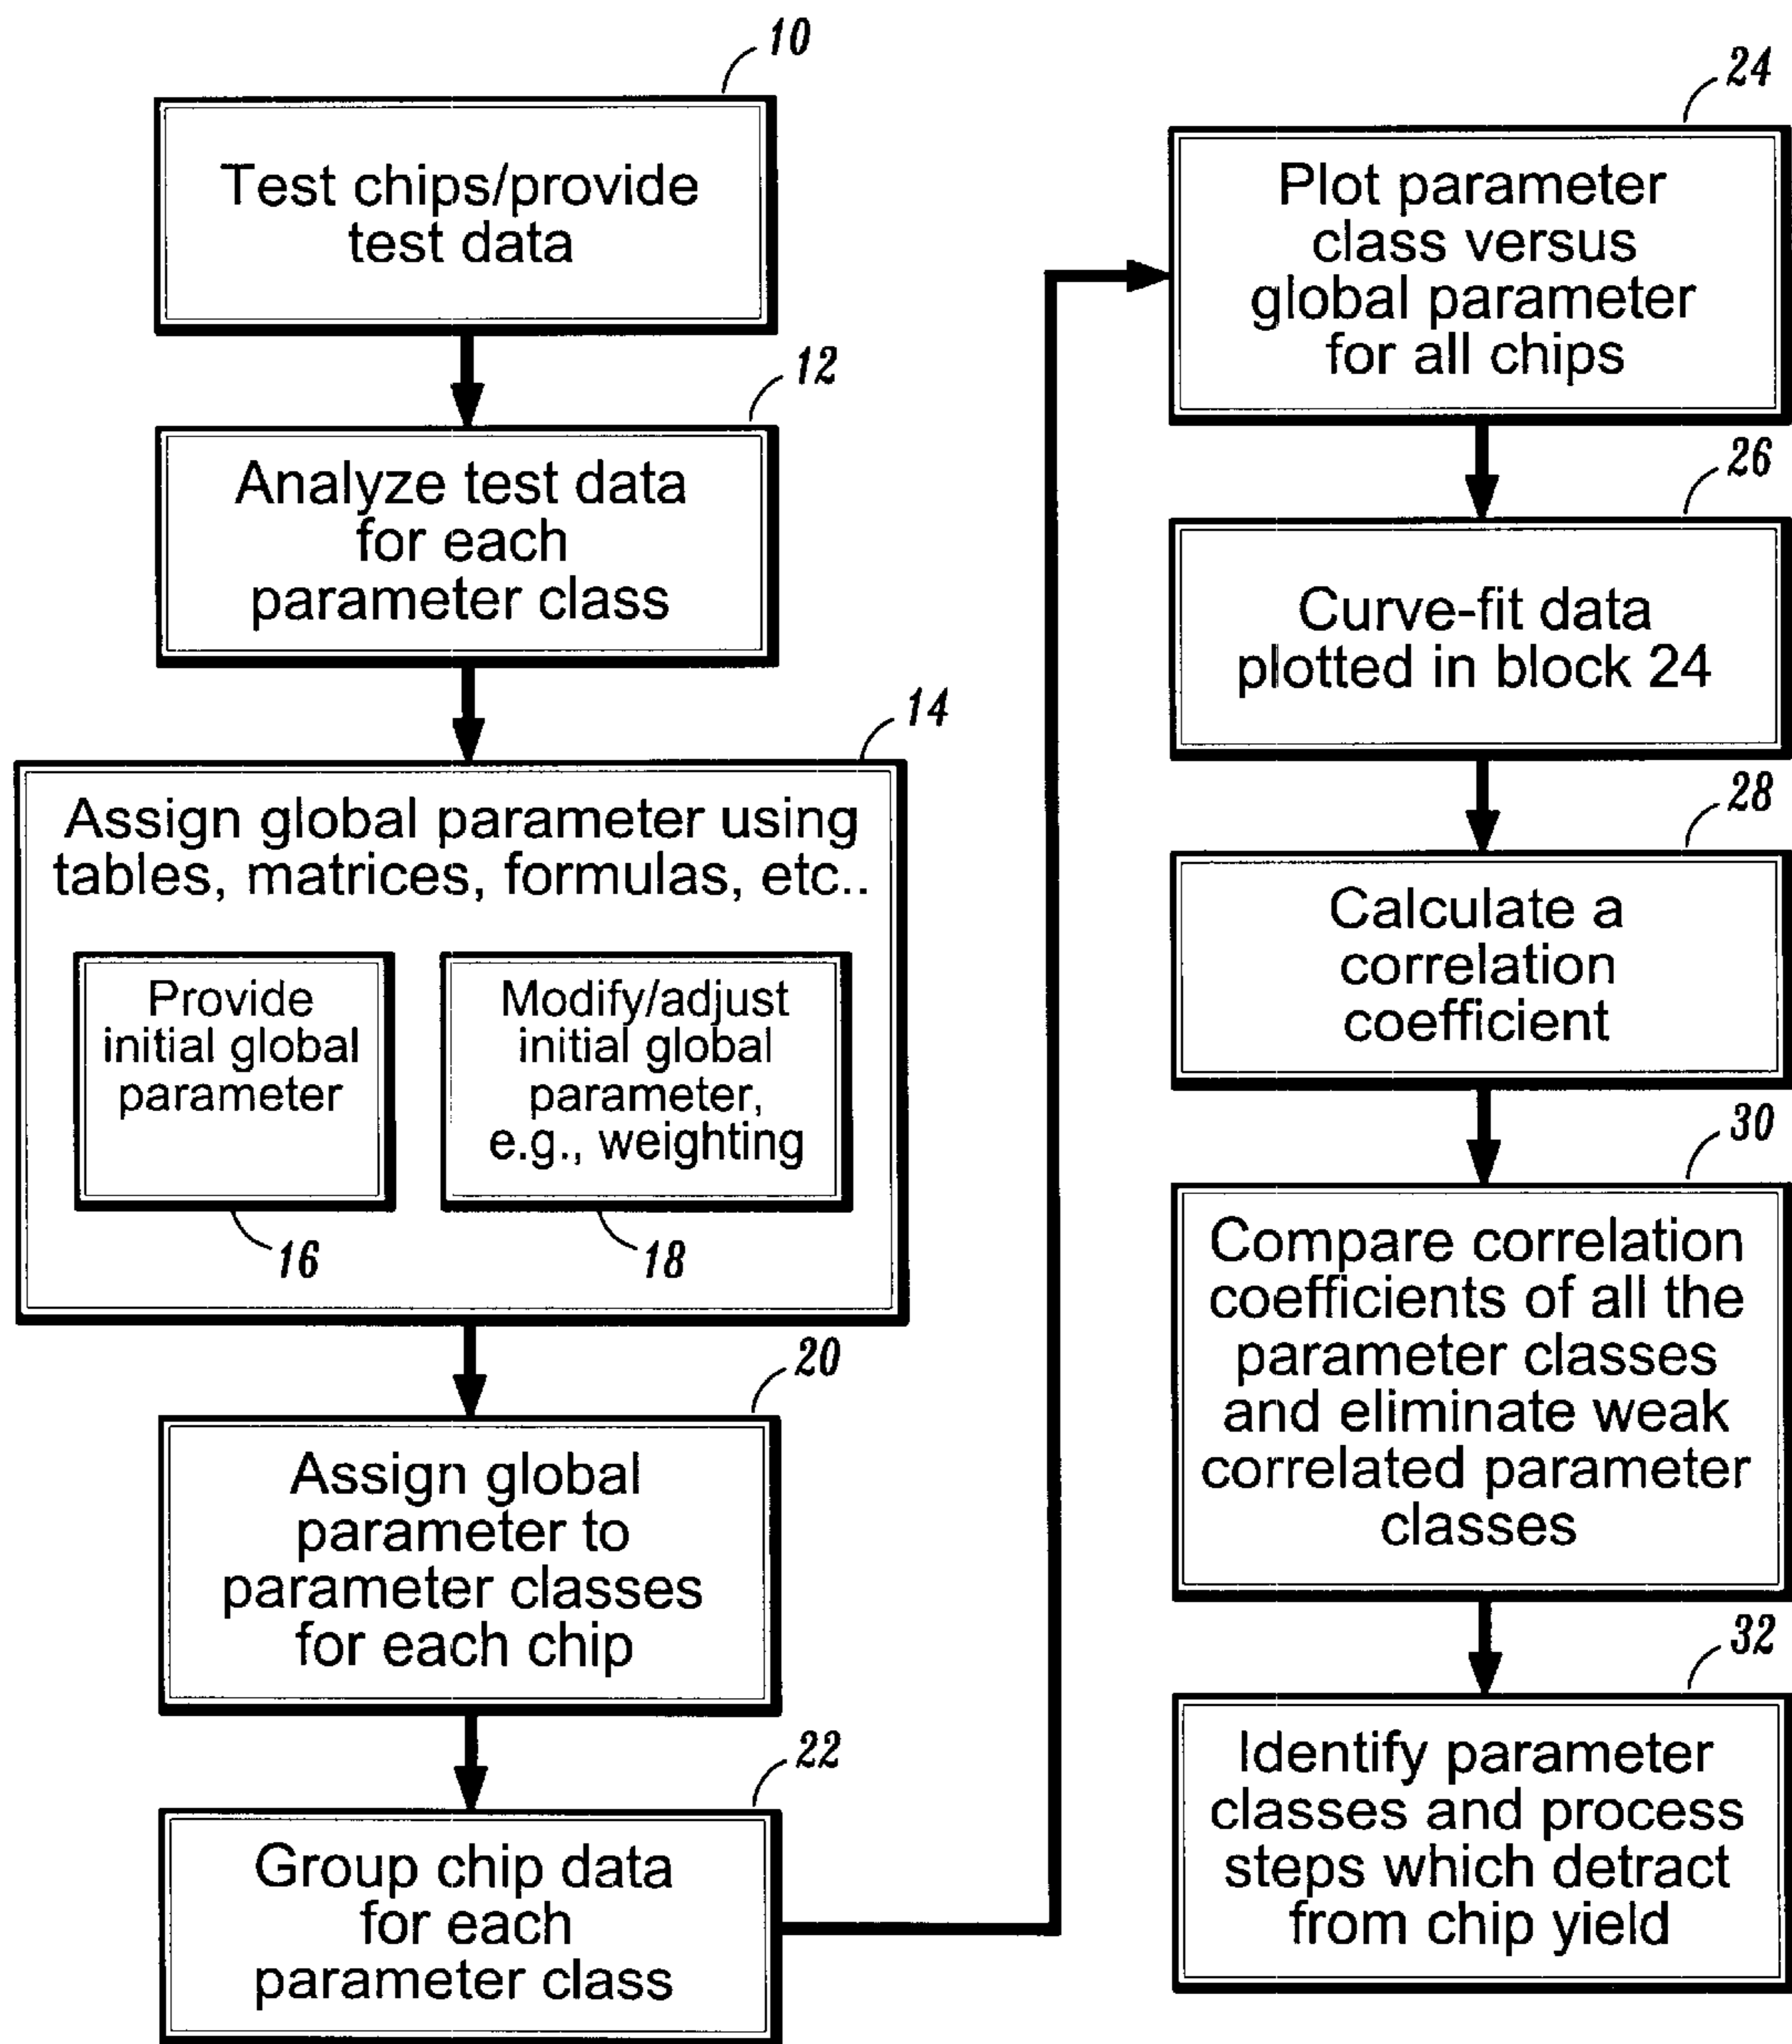 10
Test chips/provide
test data
12
Analyze test data
for each
parameter class
14
Assign global parameter using
tables, matrices, formulas, etc..
Provide
initial global
parameter
16
Modify/adjust
initial global
parameter,
e.g., weighting
18
20
Assign global
parameter to
parameter classes
for each chip
22
Group chip data
for each
parameter class
24
Plot parameter
class versus
global parameter
for all chips
26
Curve-fit data
plotted in block 24
28
Calculate a
correlation
coefficient
30
Compare correlation
coefficients of all the
parameter classes
and eliminate weak
correlated parameter
classes
32
Identify parameter
classes and process
steps which detract
from chip yield